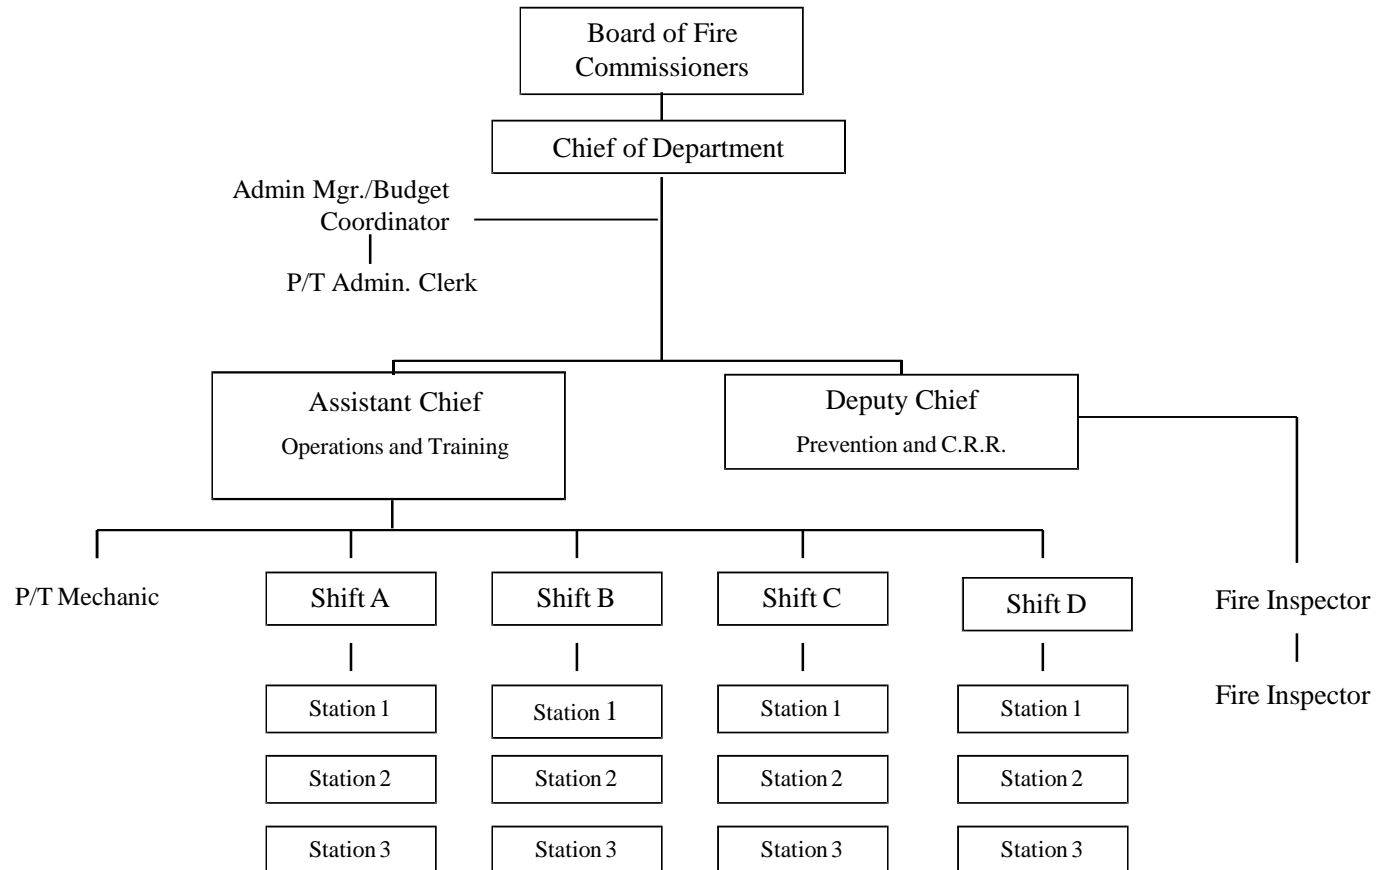 Board of Fire
Commissioners
Chief of Department
Admin Mgr./Budget
Coordinator
P/T Admin. Clerk
Assistant Chief
Operations and Training
Deputy Chief
Prevention and C.R.R.
P/T Mechanic
Shift A
Shift B
Shift C
Shift D
Fire Inspector
Station 1
Station 1
Station 1
Station 1
Fire Inspector
Station 2
Station 2
Station 2
Station 2
Station 3
Station 3
Station 3
Station 3